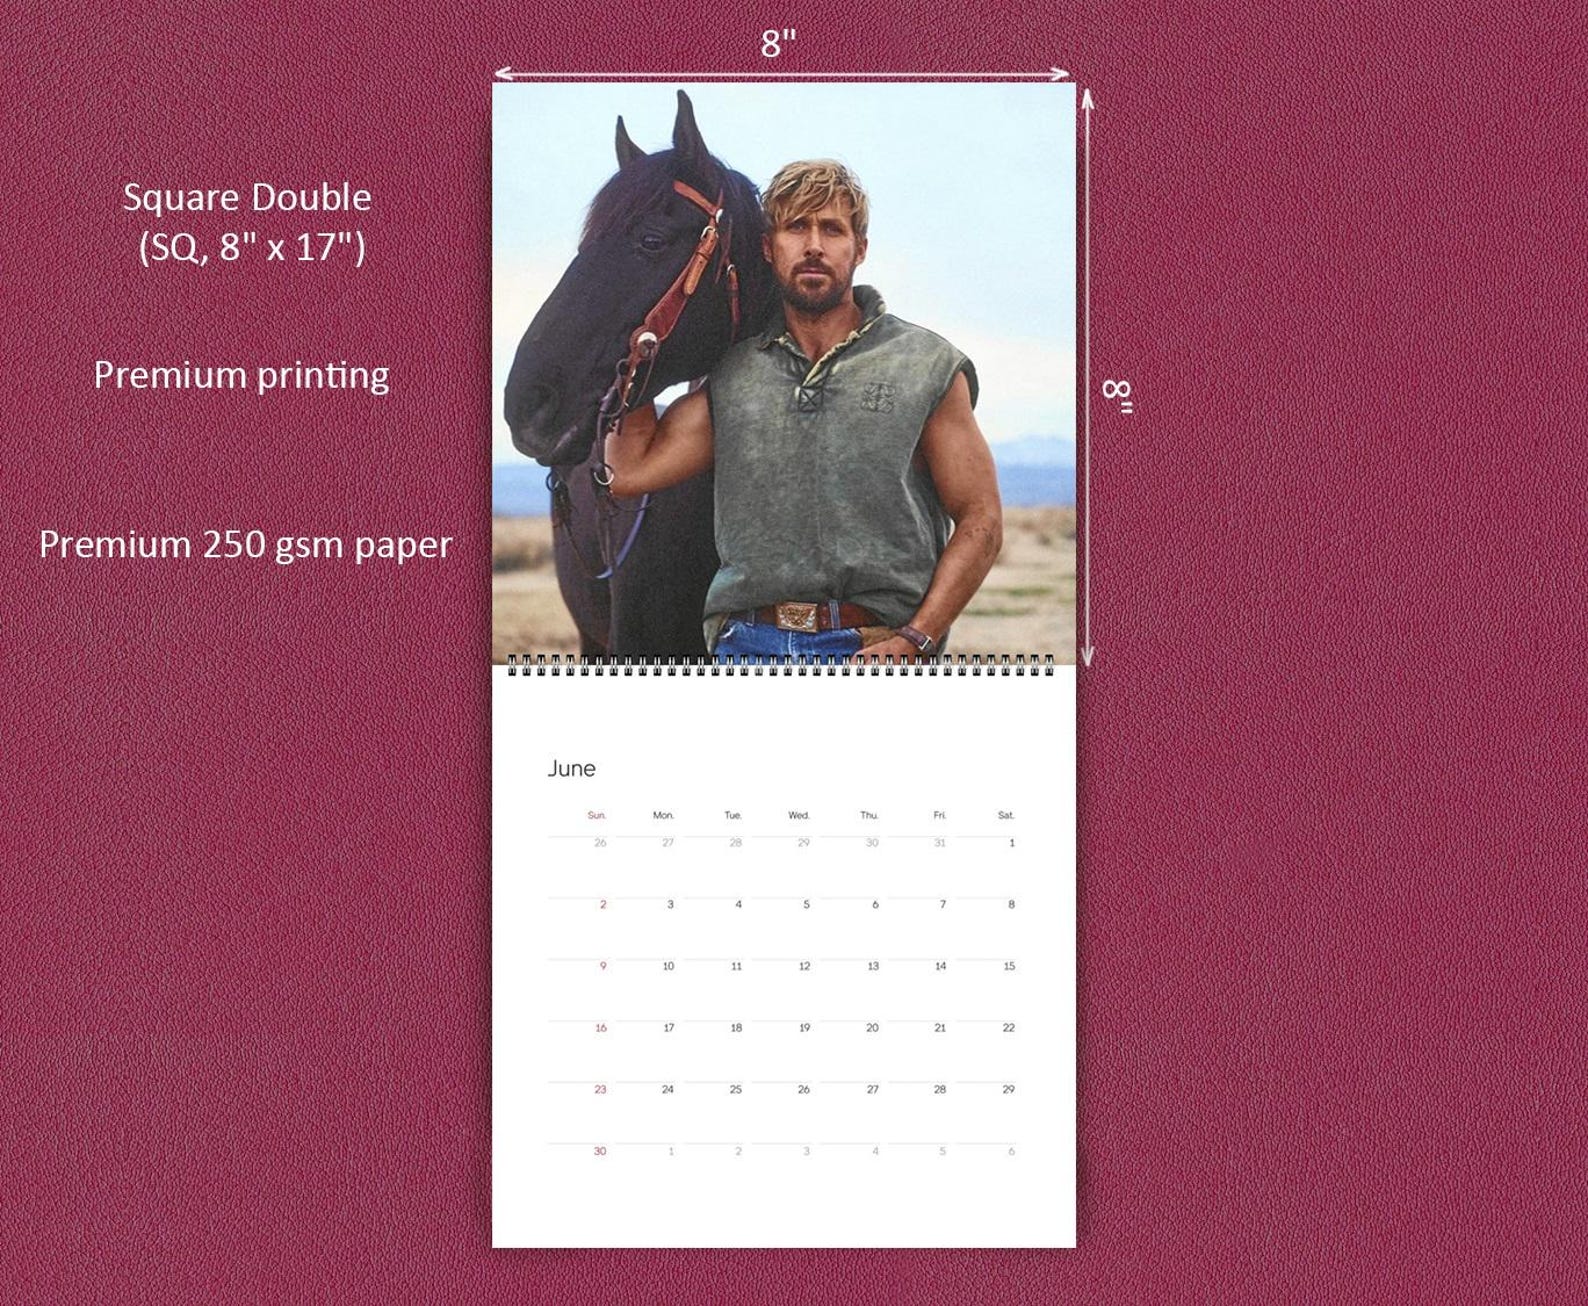 8"
Square Double
(SQ, 8" x 17")
Premium printing
8"
Premium 250 gsm paper
June
Sun. Mon. Tue. Wed. Thu. Fri. Sat.
26 27 28 29 30 31 1
2 3 4 5 6 7 8
9 10 11 12 13 14 15
16 17 18 19 20 21 22
23 24 25 26 27 28 29
30 1 2 3 4 5 6